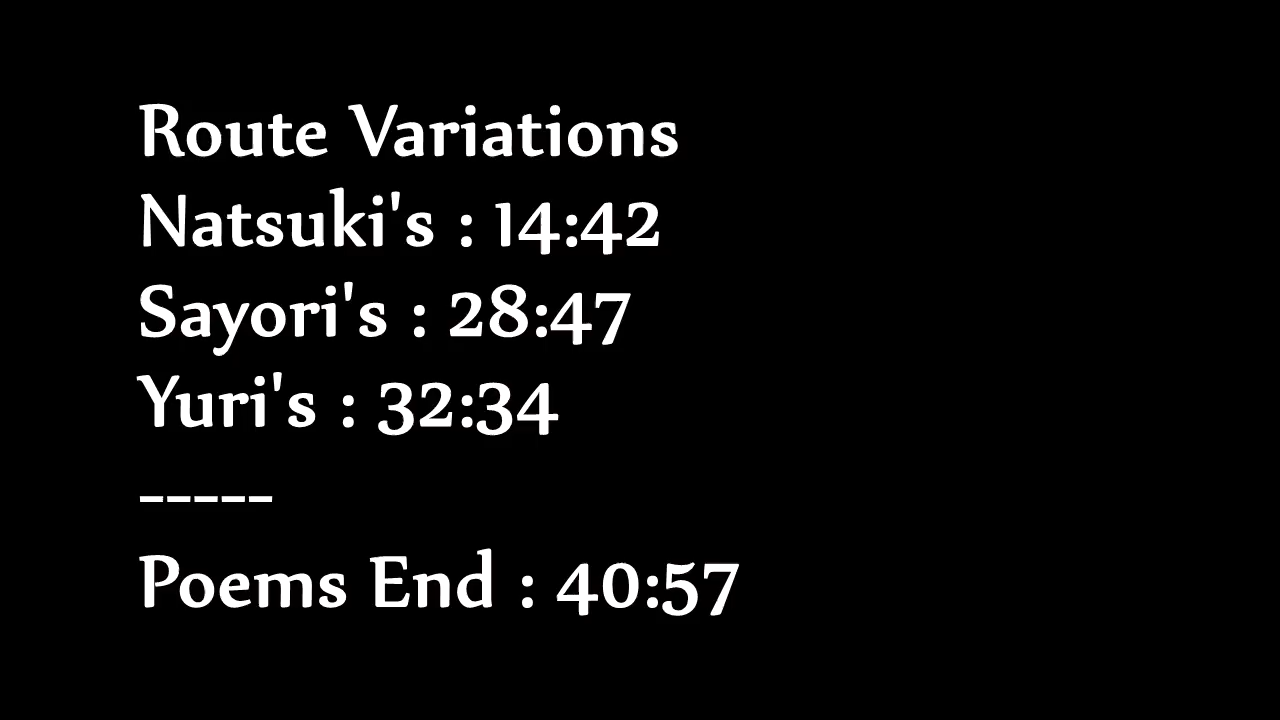 Route Variations
Natsuki's : 14:42
Sayori's : 28:47
Yuri's : 32:34
-----
Poems End : 40:57